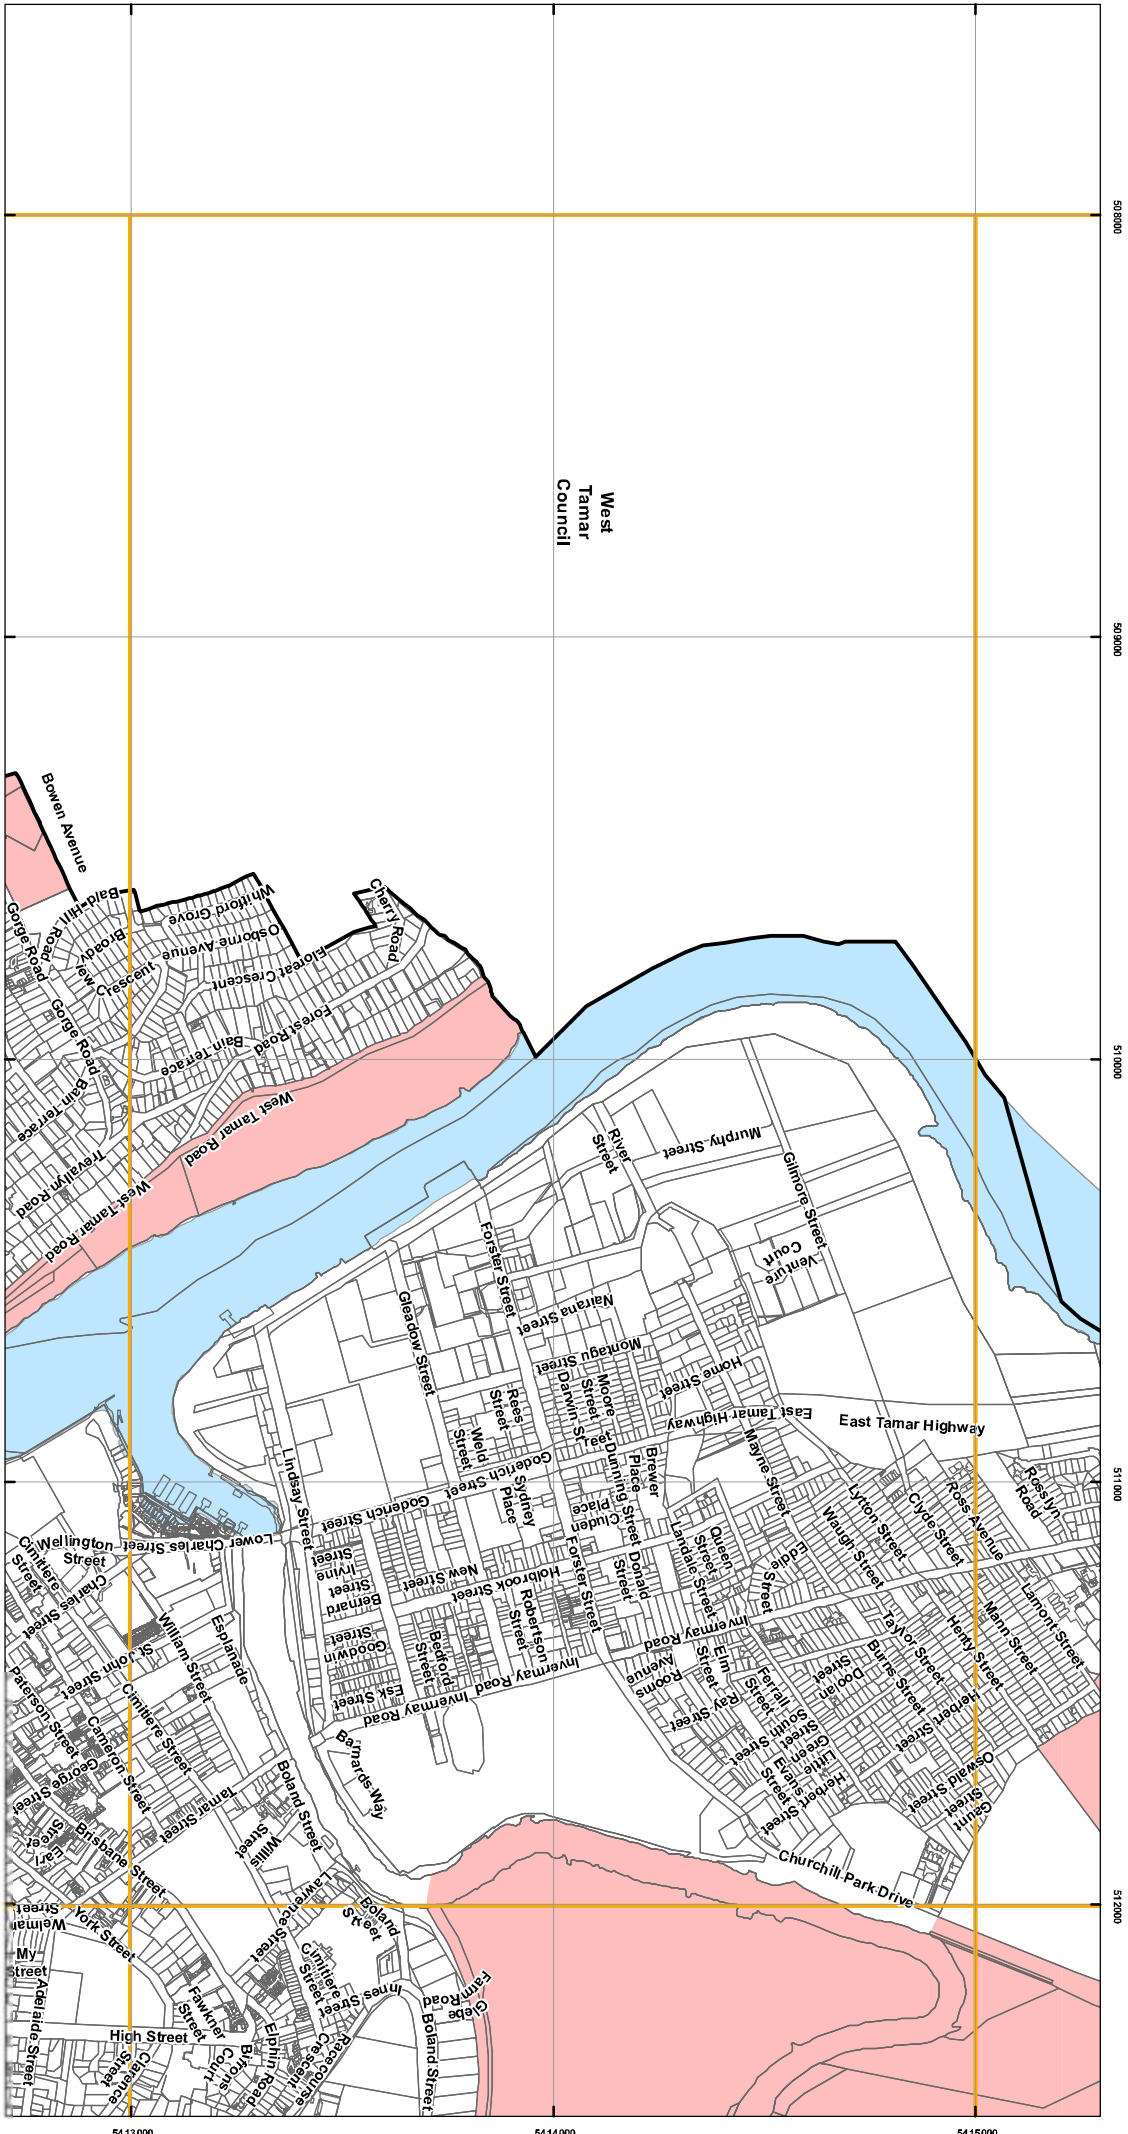 508000
West
Tamar
Council
509000
Bowen Avenue
Cherry Road
Whitford Grove
Bald Hill Road
Gorge Road
Broadview Crescent
Osborne Avenue
Floreat Crescent
Forest Road
Bain Terrace
Gorge Road
Bain Terrace
510000
West Tamar Road
Trevallyn Road
West Tamar Road
River
Street
Murphy Street
Gilmore Street
Venture
Court
Forster Street
Nairana Street
Gleadow Street
Montagu Street
Home Street
Moore
Street
Darwin Street
Rees
Street
East Tamar Highway
East Tamar Highway
Weld
Street
Goderich Street
Goderich Street
Sydney
Place
Dunning Street
Brewer
Place
Mayne Street
Lindsay Street
511000
Rosslyn
Road
Ross Avenue
Clyde Street
Lytton Street
Waugh Street
Cluden
Place
Lower Charles Street
Wellington
Street
Cimitiere
Street
Charles Street
Irvine
Street
Bernard
Street
New Street
Holbrook Street
Forster Street
Donald
Street
Landale Street
Queen
Street
Eddie
Street
Lamont Street
Mann Street
Henty Street
Taylor Street
Burns Street
Dolan
Street
Invermay Road
Robertson
Street
Bedford
Street
Godwin
Street
Esk Street
Invermay Road
Invermay Road
Rooms
Avenue
Elm
Street
Ray Street
Ferrall
Street
South Street
Green
Street
Little
Evans
Street
Herbert Street
Herbert Street
Oswald Street
Gaunt
Street
William Street
Esplanade
St John Street
Cimitiere Street
Paterson Street
Cameron Street
George Street
Barnards Way
Boland Street
Tamar Street
Willis
Street
Earl
Street
Brisbane Street
Churchill Park Drive
512000
Lawrence Street
Boland
Street
York Street
Welman
Street
My
Street
Adelaide Street
Cimitiere
Street
Innes Street
Glebe
Farm Road
Boland Street
Fawkner
Street
High Street
Clarence
Street
Bifrons
Court
Elphin Road
Racecourse
Crescent
5413000
5414000
5415000